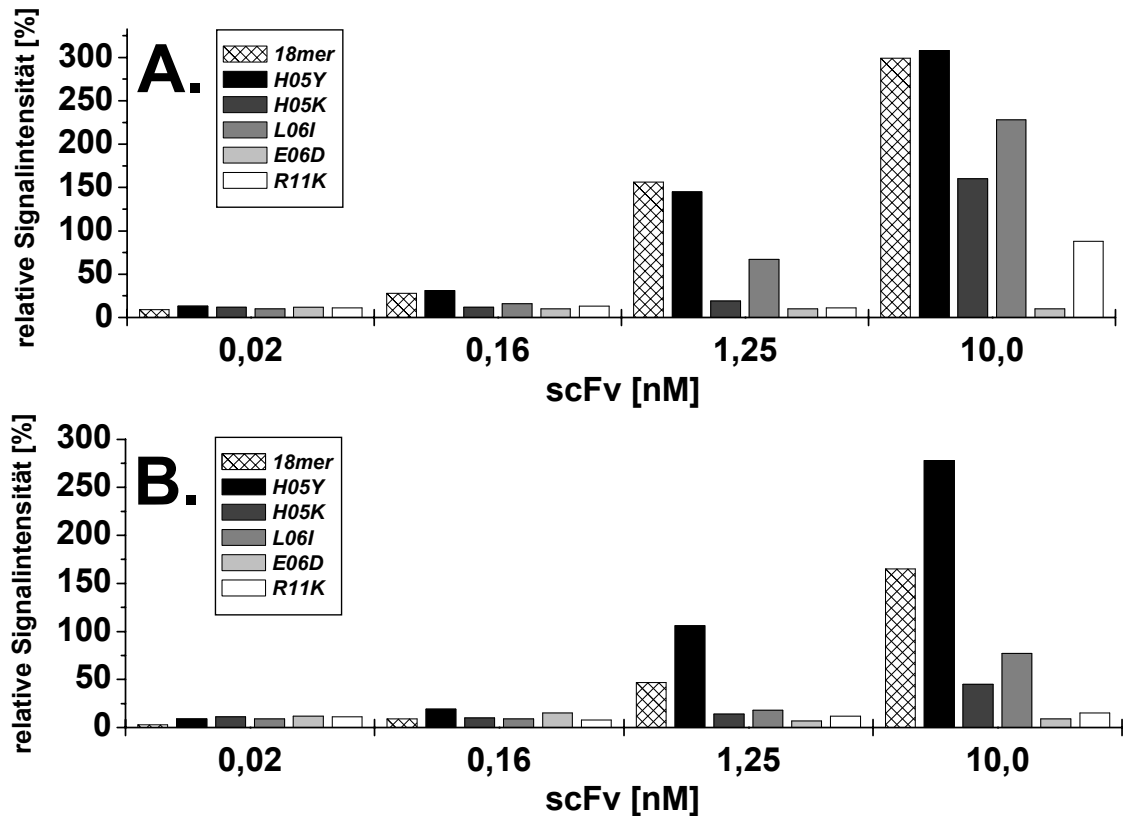 A.
relative Signalintensität [%]
300
250
200
150
100
50
0
18mer
H05Y
H05K
L06I
E06D
R11K
0,02 0,16 1,25 10,0
scFv [nM]
B.
relative Signalintensität [%]
300
250
200
150
100
50
0
18mer
H05Y
H05K
L06I
E06D
R11K
0,02 0,16 1,25 10,0
scFv [nM]